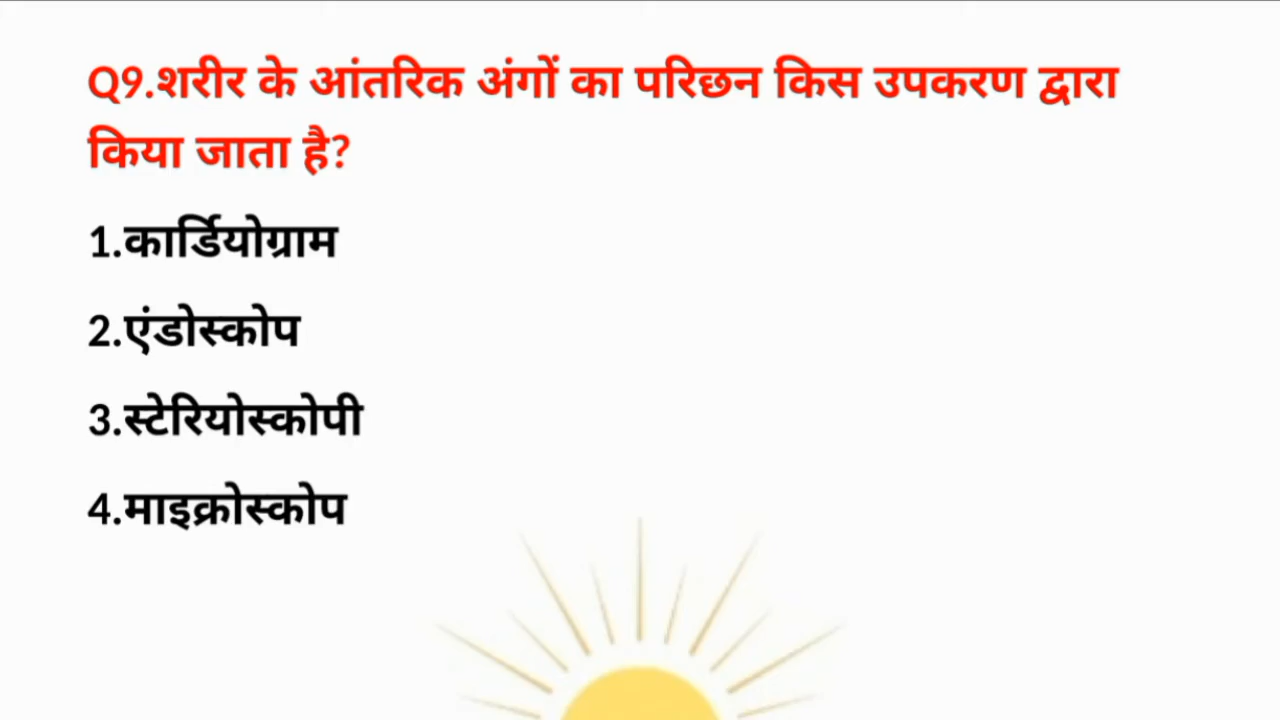 Q9.शरीर के आंतरिक अंगों का परिछन किस उपकरण द्वारा
किया जाता है?
1.कार्डियोग्राम
2.एंडोस्कोप
3.स्टेरियोस्कोपी
4.माइक्रोस्कोप